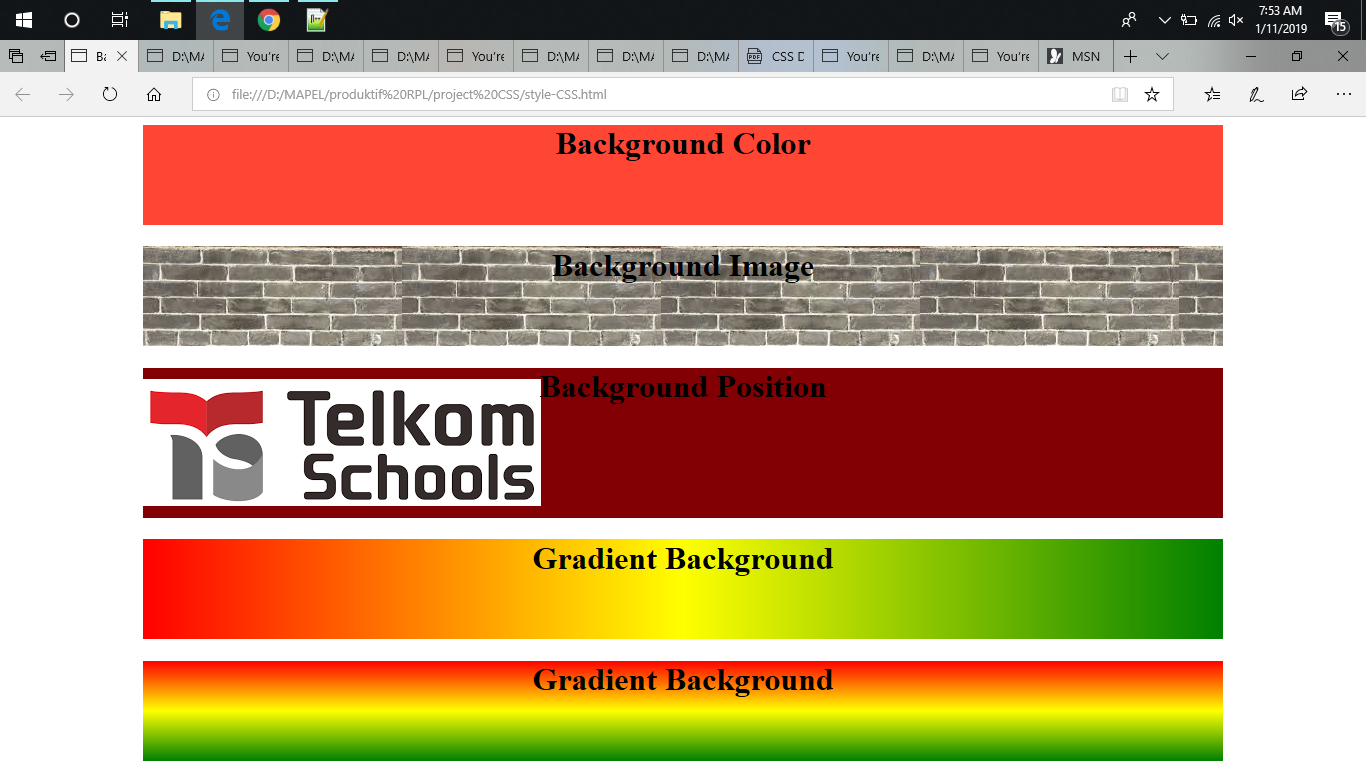 7:53 AM
1/11/2019
15
Ba
D:\MA
You're
D:\MA
D:\MA
You're
D:\MA
D:\MA
D:\MA
PDF
CSS D
You're
D:\MA
You're
MSN
file:///D:/MAPEL/produktif%20RPL/project%20CSS/style-CSS.html
Background Color
Background Image
Background Position
Telkom
Schools
Gradient Background
Gradient Background